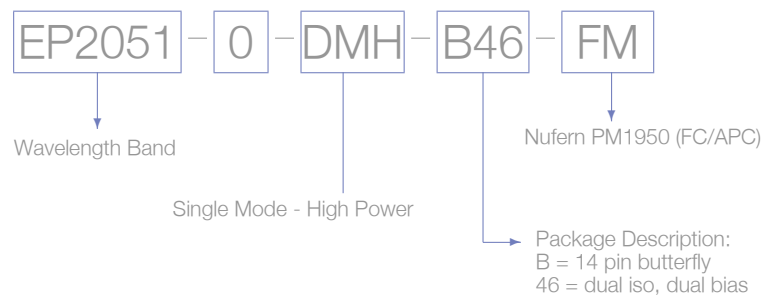 EP2051 - 0 - DMH - B46 - FM
Wavelength Band
Nufern PM1950 (FC/APC)
Single Mode - High Power
Package Description:
B = 14 pin butterfly
46 = dual iso, dual bias